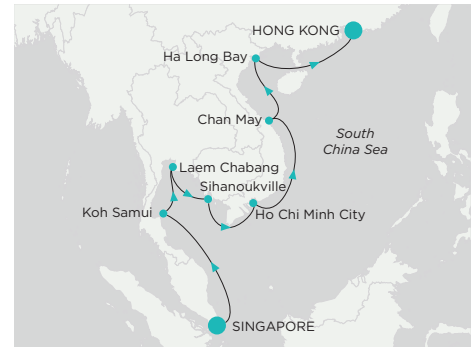 HONG KONG
Ha Long Bay
Chan May
South
China Sea
Laem Chabang
Sihanoukville
Koh Samui
Ho Chi Minh City
SINGAPORE